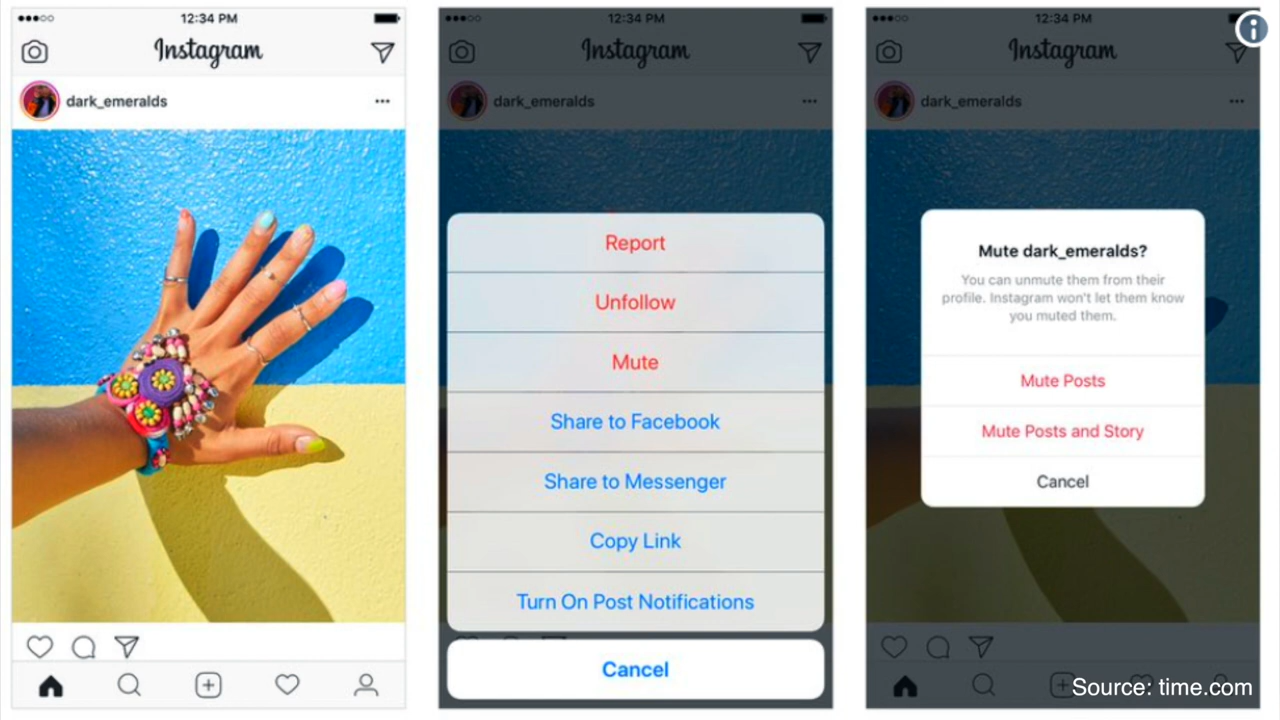 12:34 PM
Instagram
dark_emeralds
12:34 PM
Instagram
dark_emeralds
Report
Unfollow
Mute
Share to Facebook
Share to Messenger
Copy Link
Turn On Post Notifications
Cancel
12:34 PM
Instagram
dark_emeralds
Mute dark_emeralds?
You can unmute them from their
profile. Instagram won't let them know
you muted them.
Mute Posts
Mute Posts and Story
Cancel
Source: time.com